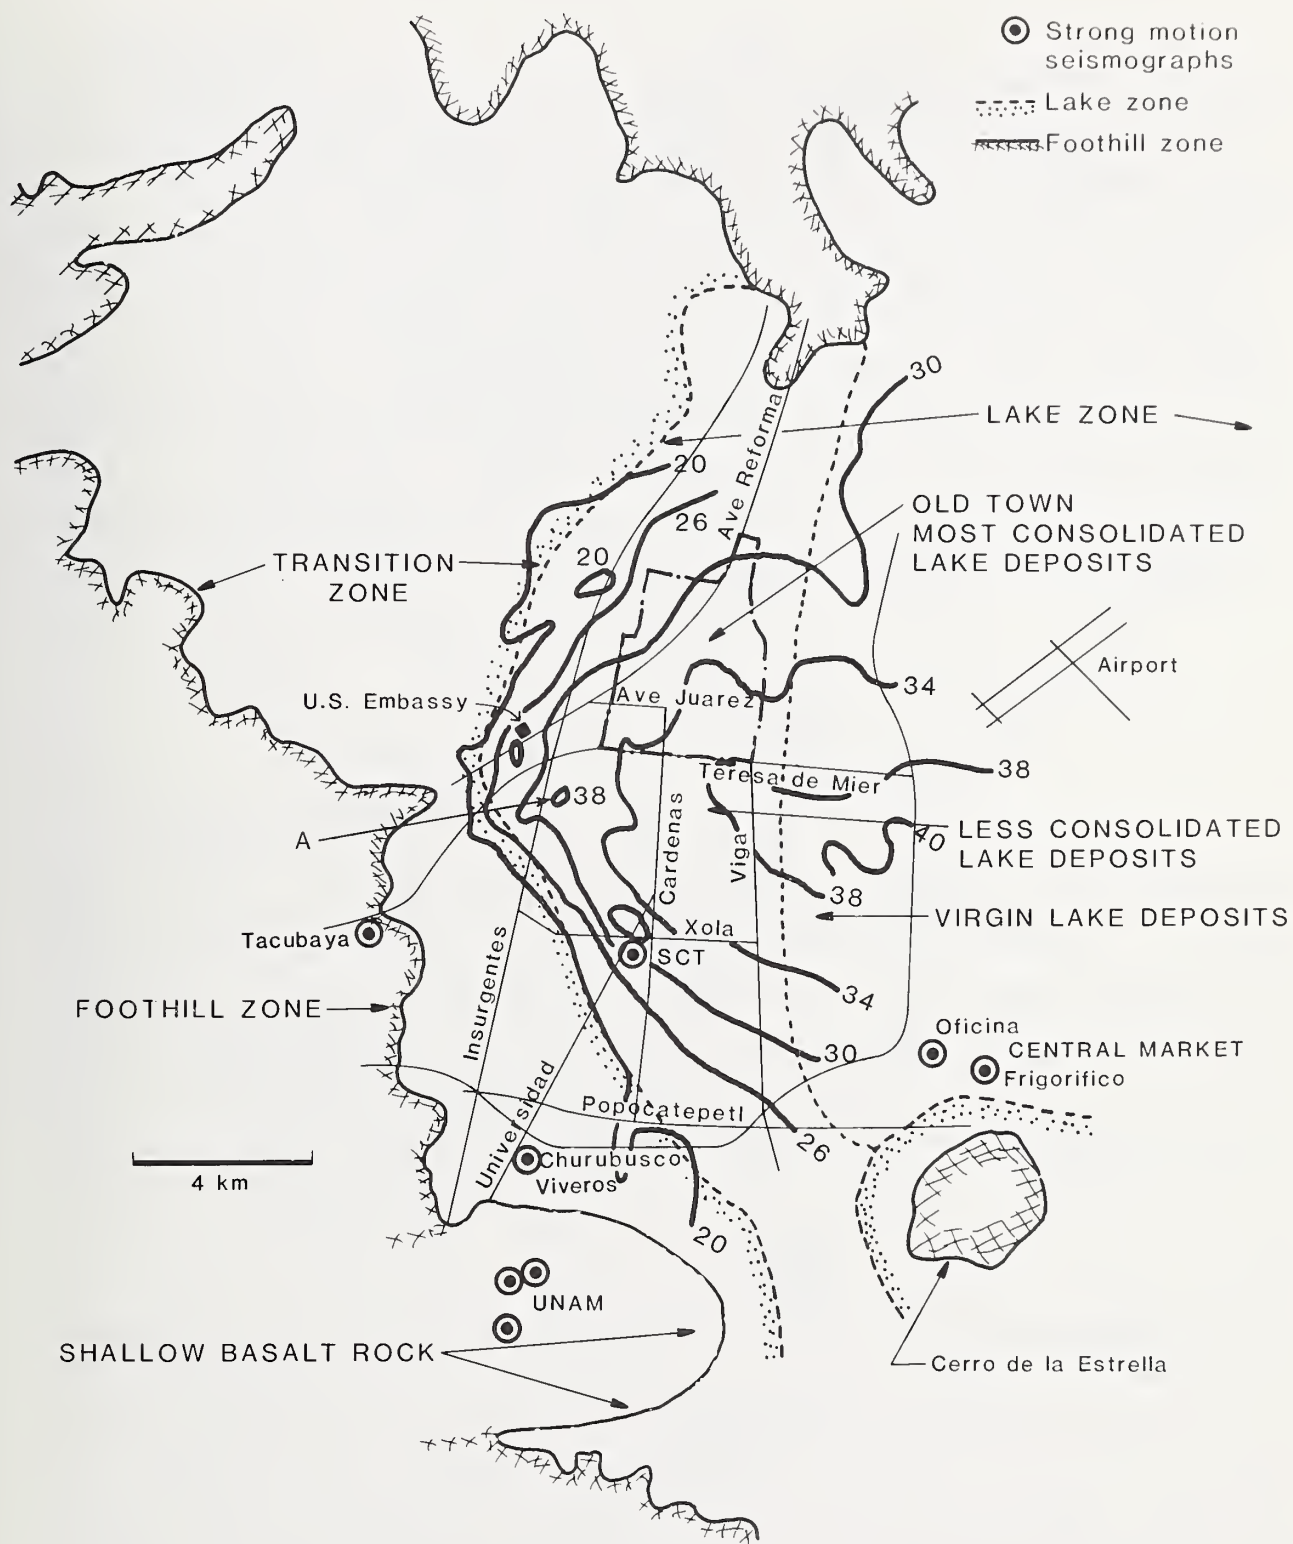 Strong motion
seismographs
Lake zone
Foothill zone
30
LAKE ZONE
20
Ave Reforma
26
OLD TOWN
MOST CONSOLIDATED
LAKE DEPOSITS
20
TRANSITION
ZONE
Airport
34
U.S. Embassy
Ave Juarez
38
Teresa de Mier
38
A
Cardenas
Viga
40
LESS CONSOLIDATED
LAKE DEPOSITS
38
VIRGIN LAKE DEPOSITS
Xola
Tacubaya
SCT
Insurgentes
34
FOOTHILL ZONE
Oficina
30
CENTRAL MARKET
Frigorifico
Universidad
Popocatepetl
26
4 km
Churubusco
Viveros
20
UNAM
SHALLOW BASALT ROCK
Cerro de la Estrella